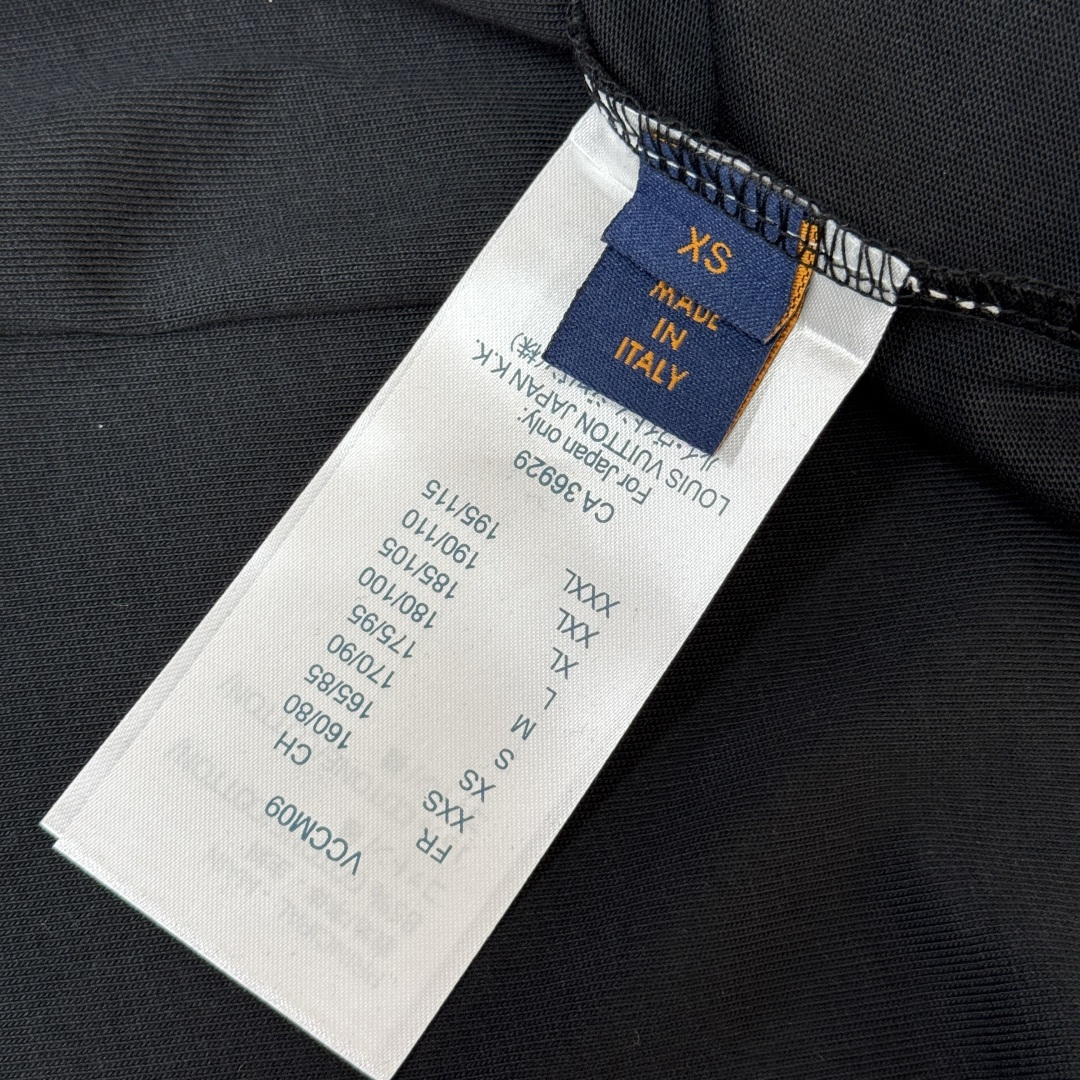 XS
MADE
IN
ITALY
VCCM09
FR CH
XXS 160/80
XS 165/85
S 170/90
M 175/95
L 180/100
XL 185/105
XXL 190/110
XXXL 195/115
CA 36929
For Japan only:
LOUIS VUITTON JAPAN K.K.